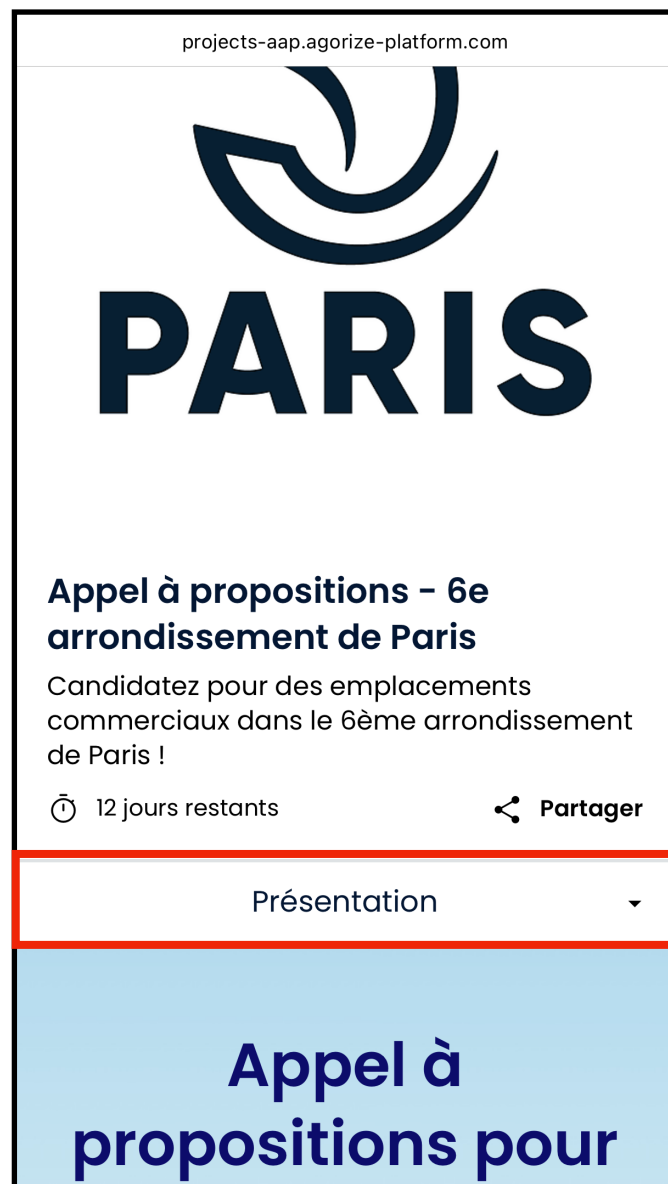 projects-aap.agorize-platform.com
PARIS
Appel à propositions - 6e
arrondissement de Paris
Candidatez pour des emplacements
commerciaux dans le 6ème arrondissement
de Paris !
12 jours restants
Partager
Présentation
Appel à
propositions pour